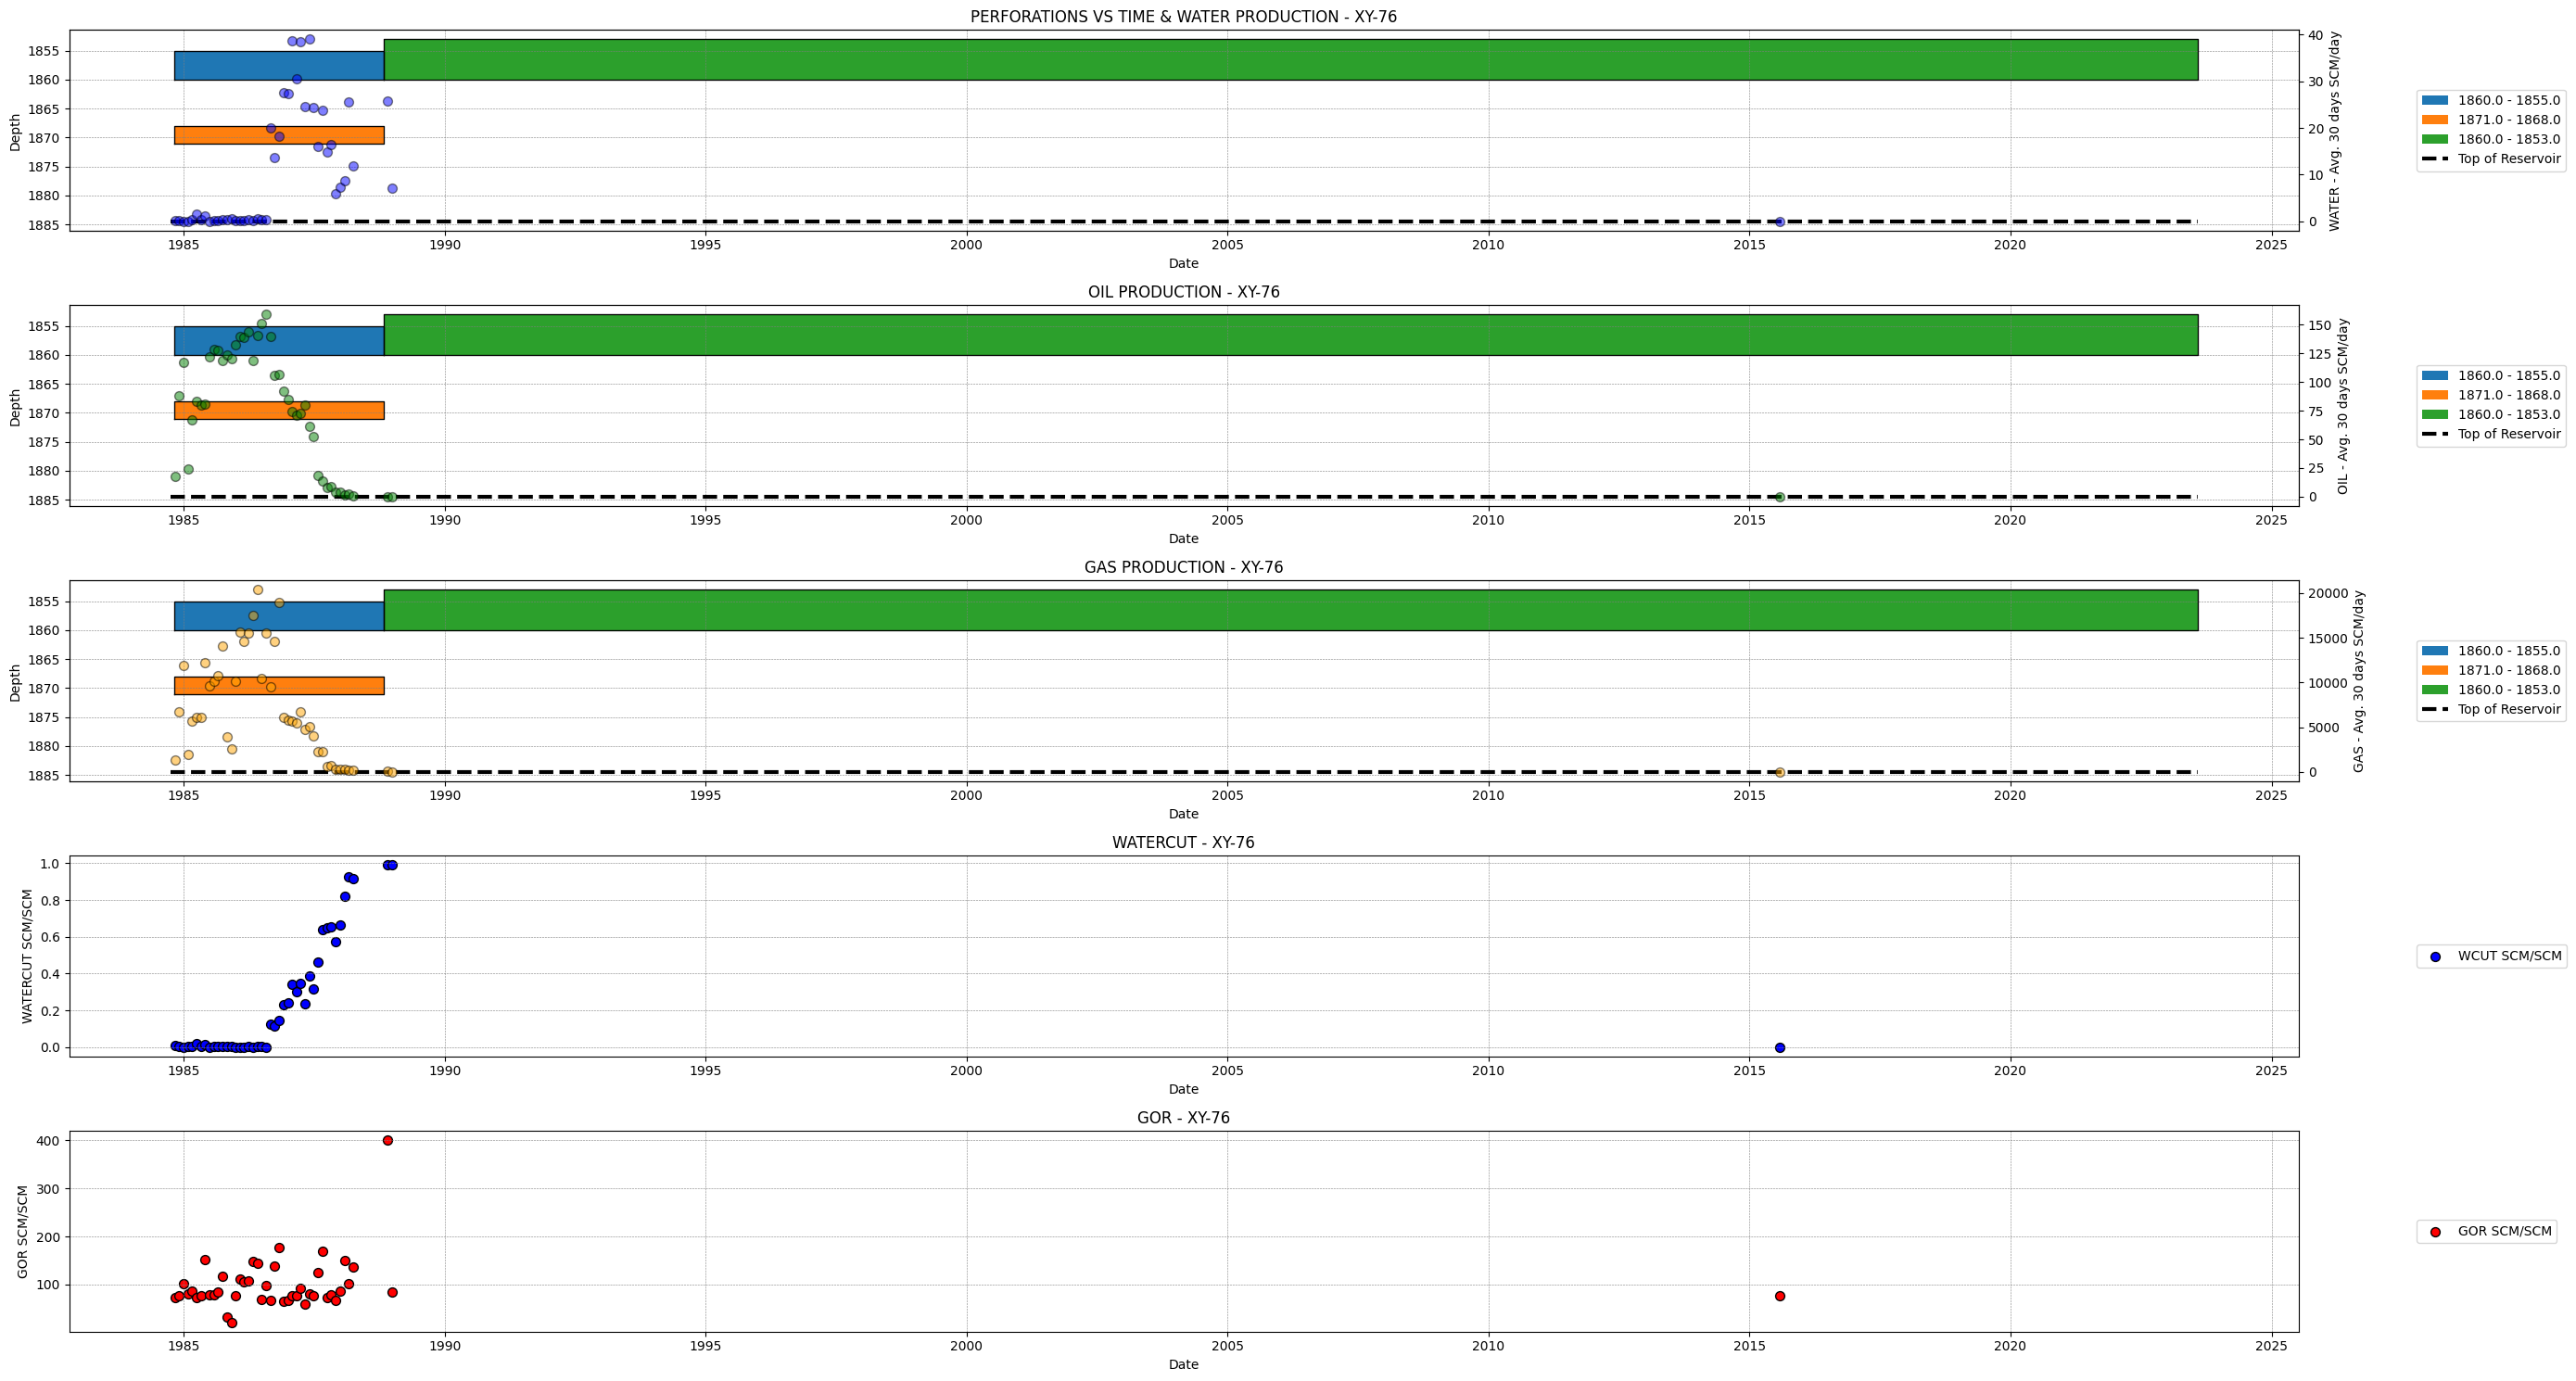 PERFORATIONS VS TIME & WATER PRODUCTION - XY-76
1855
1860
1865
1870
1875
1880
1885
Depth
40
30
20
10
0
WATER - Avg. 30 days SCM/day
1985 1990 1995 2000 2005 2010 2015 2020 2025
Date
1860.0 - 1855.0
1871.0 - 1868.0
1860.0 - 1853.0
Top of Reservoir
OIL PRODUCTION - XY-76
1855
1860
1865
1870
1875
1880
1885
Depth
150
125
100
75
50
25
0
OIL - Avg. 30 days SCM/day
1985 1990 1995 2000 2005 2010 2015 2020 2025
Date
1860.0 - 1855.0
1871.0 - 1868.0
1860.0 - 1853.0
Top of Reservoir
GAS PRODUCTION - XY-76
1855
1860
1865
1870
1875
1880
1885
Depth
20000
15000
10000
5000
0
GAS - Avg. 30 days SCM/day
1985 1990 1995 2000 2005 2010 2015 2020 2025
Date
1860.0 - 1855.0
1871.0 - 1868.0
1860.0 - 1853.0
Top of Reservoir
WATERCUT - XY-76
1.0
0.8
0.6
0.4
0.2
0.0
WATERCUT SCM/SCM
1985 1990 1995 2000 2005 2010 2015 2020 2025
Date
WCUT SCM/SCM
GOR - XY-76
400
300
200
100
GOR SCM/SCM
1985 1990 1995 2000 2005 2010 2015 2020 2025
Date
GOR SCM/SCM